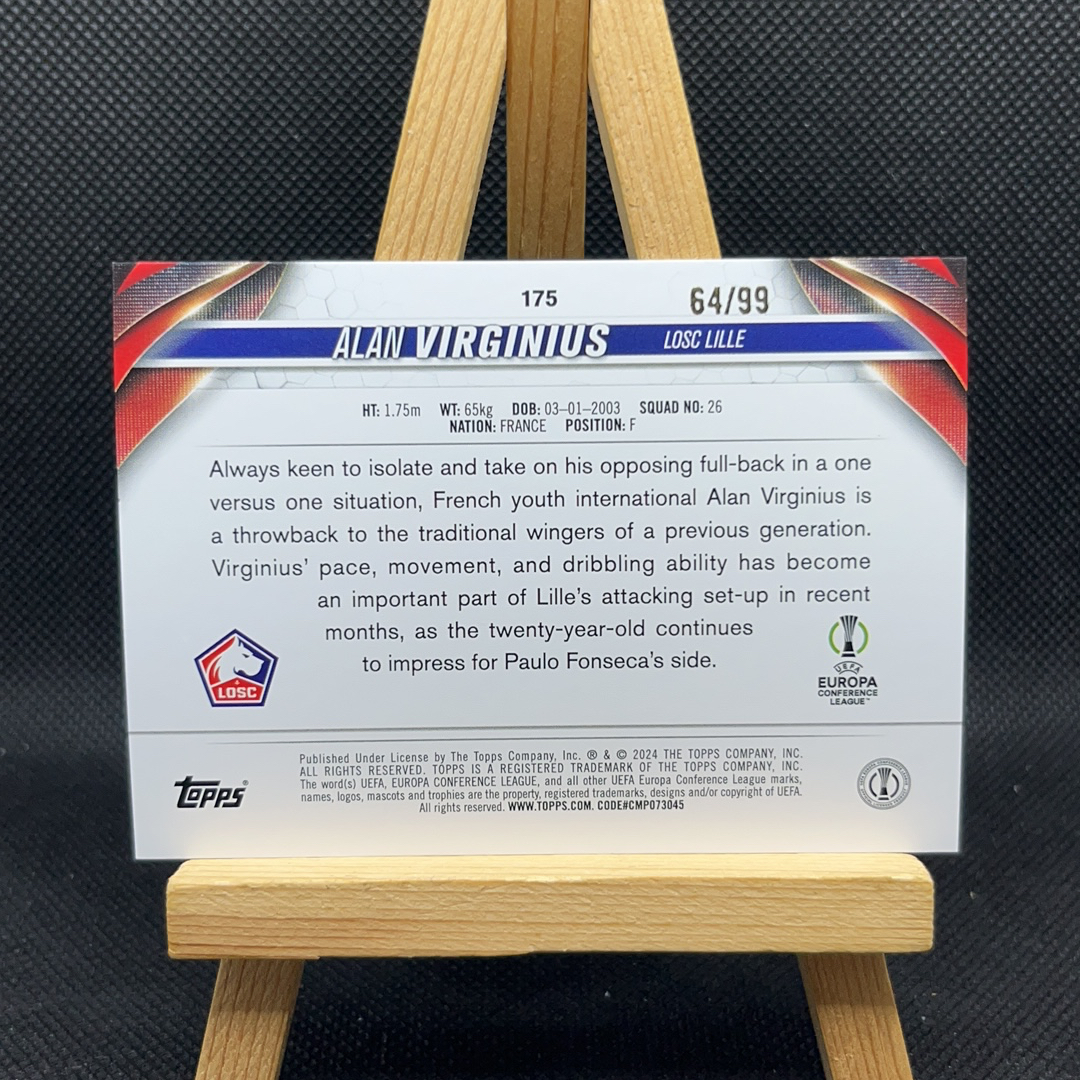 175 64/99
ALAN VIRGINIUS LOSC LILLE
HT: 1.75m WT: 65kg DOB: 03–01–2003 SQUAD NO: 26
NATION: FRANCE POSITION: F
Always keen to isolate and take on his opposing full-back in a one
versus one situation, French youth international Alan Virginius is
a throwback to the traditional wingers of a previous generation.
Virginius' pace, movement, and dribbling ability has become
an important part of Lille's attacking set-up in recent
months, as the twenty-year-old continues
to impress for Paulo Fonseca's side.
LOSC
UEFA
EUROPA
CONFERENCE
LEAGUE™
Published Under License by The Topps Company, Inc. ® & © 2024 THE TOPPS COMPANY, INC.
ALL RIGHTS RESERVED. TOPPS IS A REGISTERED TRADEMARK OF THE TOPPS COMPANY, INC.
The word(s) UEFA, EUROPA CONFERENCE LEAGUE, and all other UEFA Europa Conference League marks,
names, logos, mascots and trophies are the property, registered trademarks, designs and/or copyright of UEFA.
All rights reserved. WWW.TOPPS.COM. CODE#CMP073045
topps®